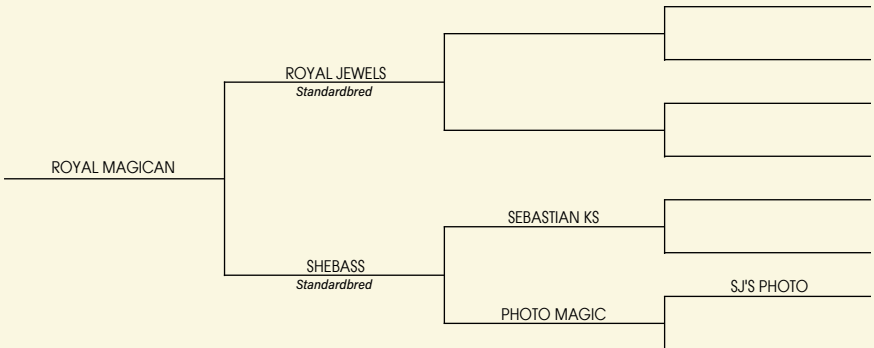 ROYAL JEWELS
Standardbred
ROYAL MAGICAN
SEBASTIAN KS
SHEBASS
Standardbred
SJ'S PHOTO
PHOTO MAGIC